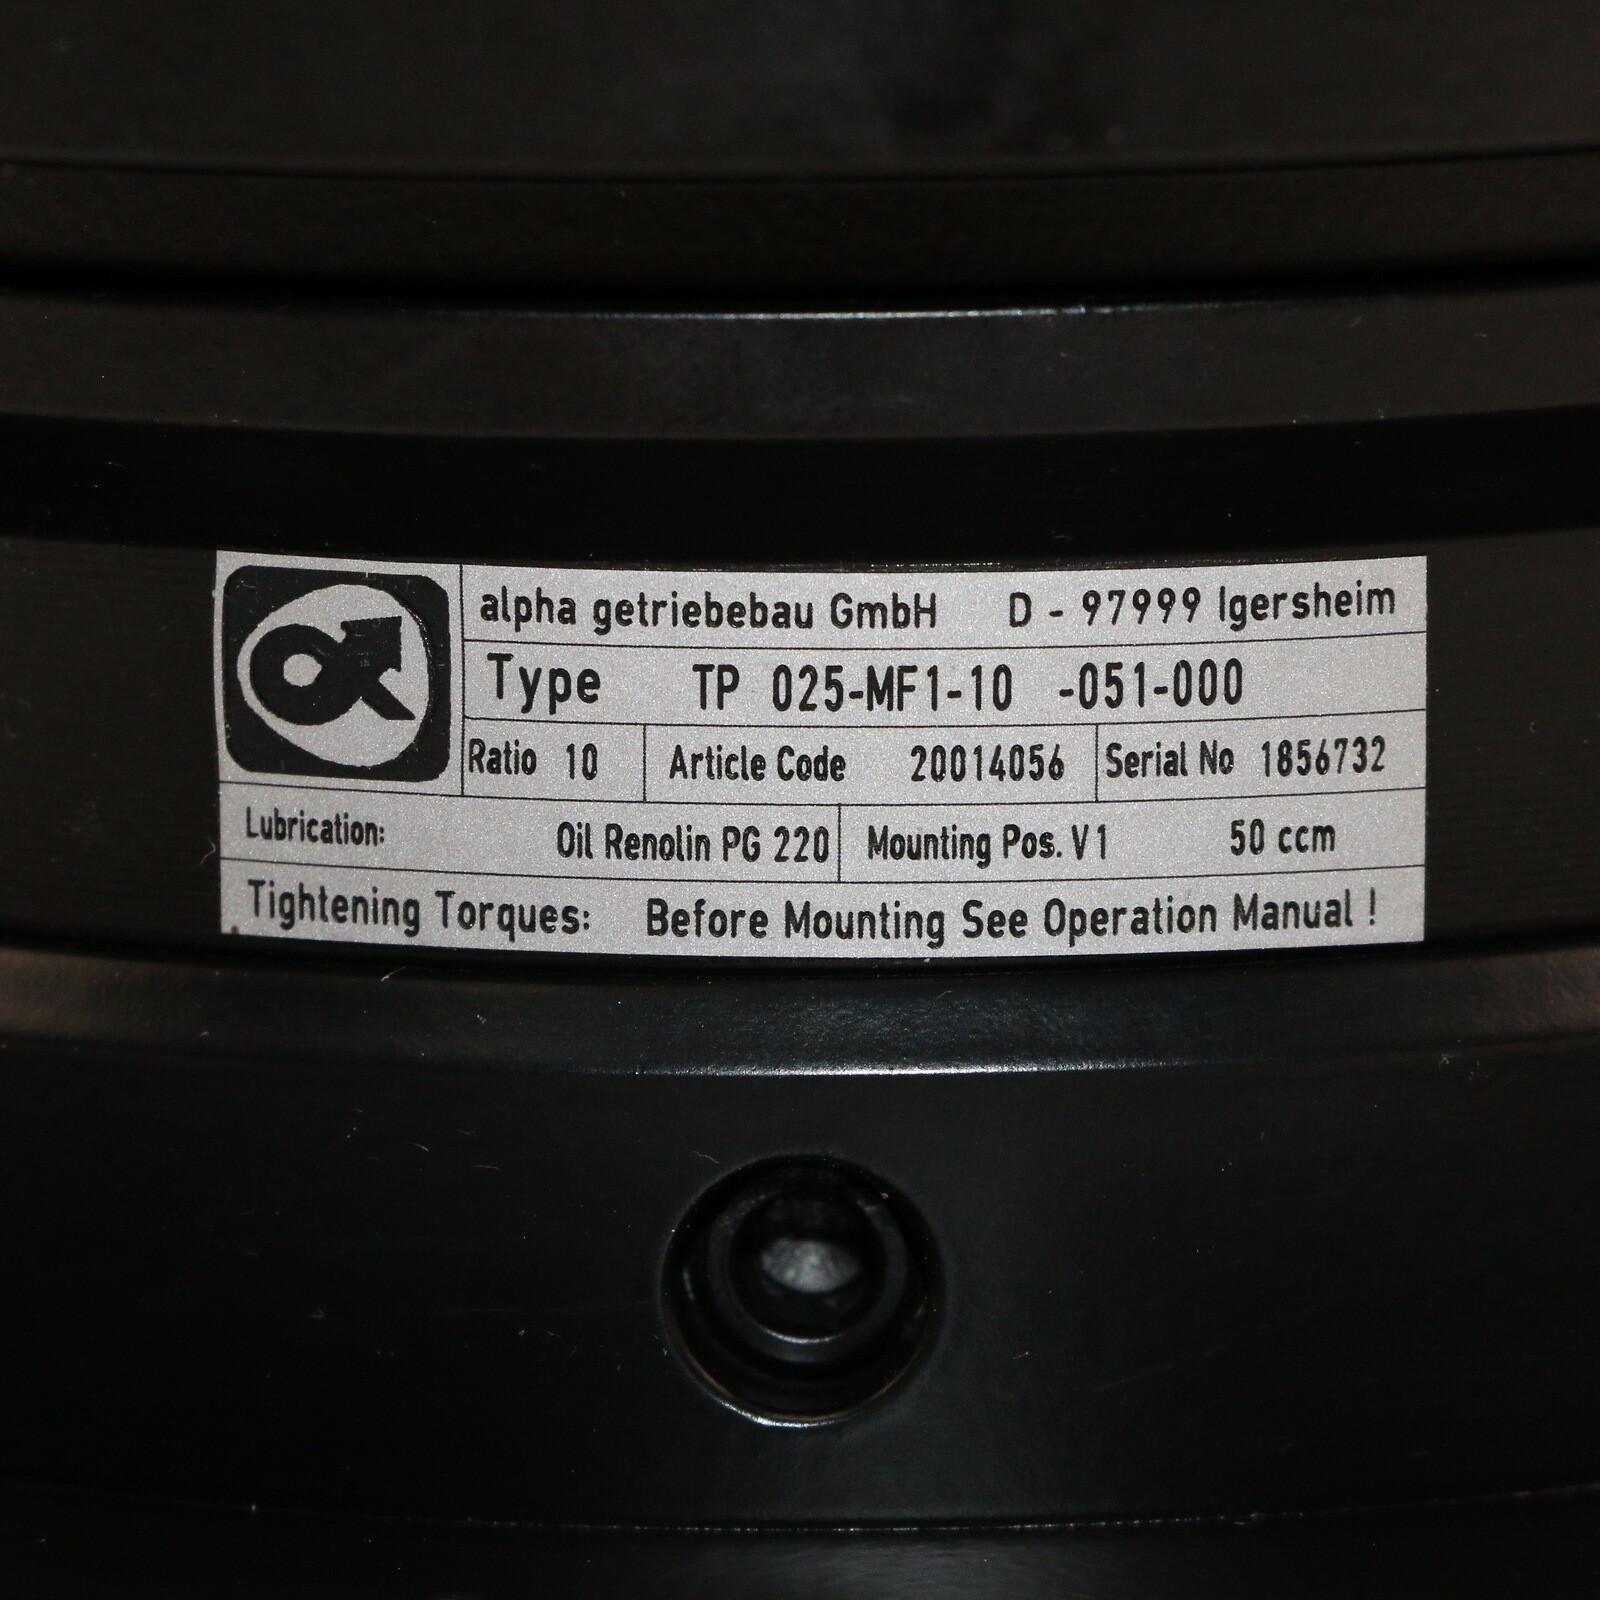 alpha getriebebau GmbH D - 97999 Igersheim
Type TP 025-MF1-10 -051-000
Ratio 10 Article Code 20014056 Serial No 1856732
Lubrication: Oil Renolin PG 220 Mounting Pos. V1 50 ccm
Tightening Torques: Before Mounting See Operation Manual !